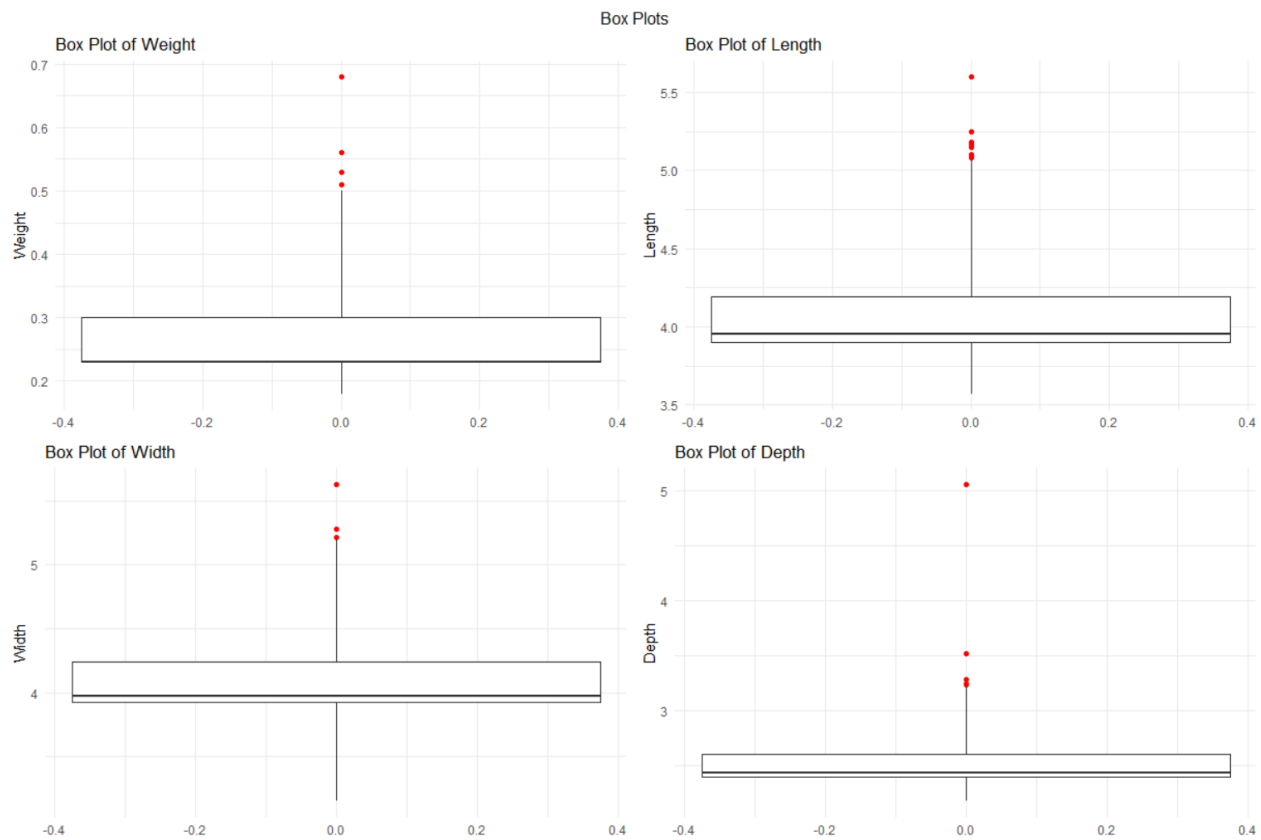 Box Plots
Box Plot of Weight
0.7
0.6
0.5
0.4
0.3
0.2
Weight
-0.4 -0.2 0.0 0.2 0.4
Box Plot of Length
5.5
5.0
4.5
4.0
3.5
Length
-0.4 -0.2 0.0 0.2 0.4
Box Plot of Width
5
4
Width
-0.4 -0.2 0.0 0.2 0.4
Box Plot of Depth
5
4
3
Depth
-0.4 -0.2 0.0 0.2 0.4